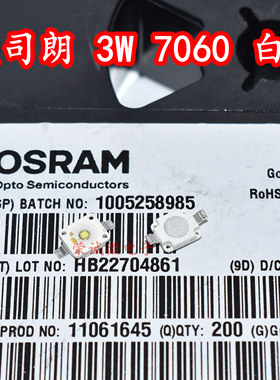 司朗 3W 7060 白
OSRAM
Opto Semiconductors
Go
RoHS
P) BATCH NO: 1005258985
T) LOT NO: HB22704861
(9D) D/C
PROD NO: 11061645
(Q)QTY: 200
(G)